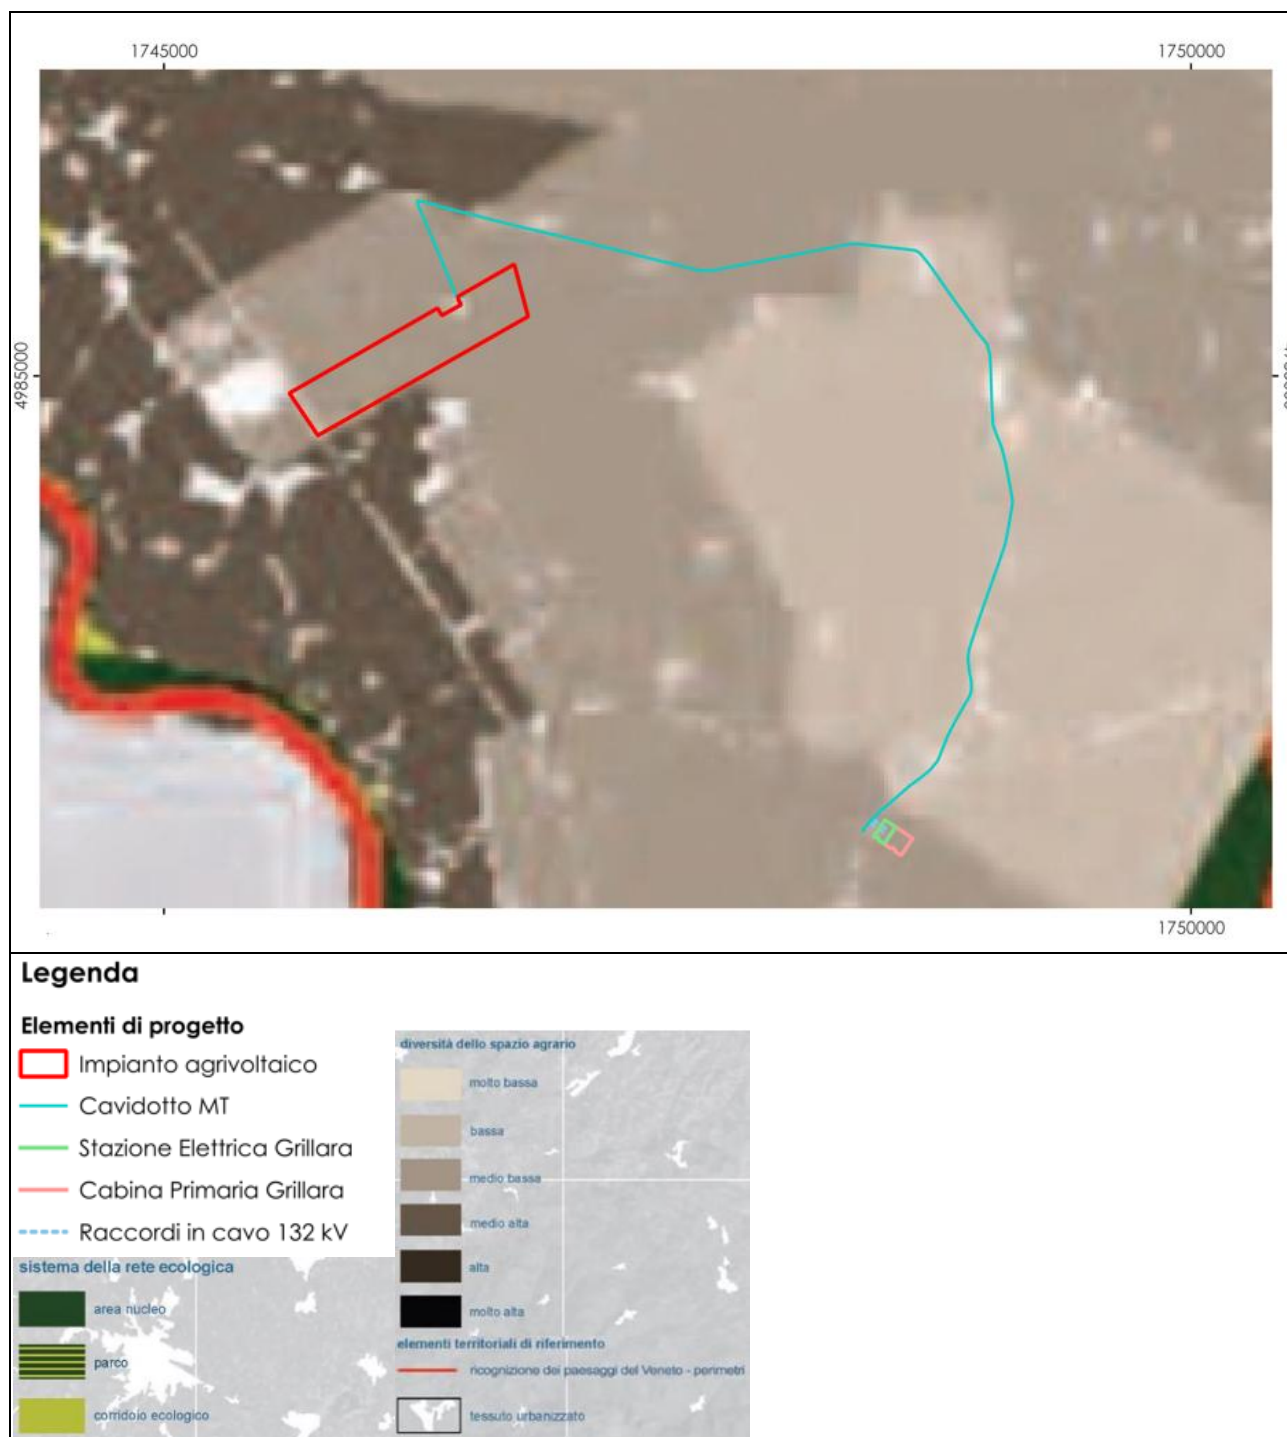 1745000
1750000
4985000
1750000
Legenda
Elementi di progetto
Impianto agrivoltaico
Cavidotto MT
Stazione Elettrica Grillara
Cabina Primaria Grillara
Raccordi in cavo 132 kV
sistema della rete ecologica
area nucleo
parco
corridoio ecologico
diversità dello spazio agrario
molto bassa
bassa
medio bassa
medio alta
alta
molto alta
elementi territoriali di riferimento
ricognizione dei paesaggi del Veneto - perimetri
tessuto urbanizzato